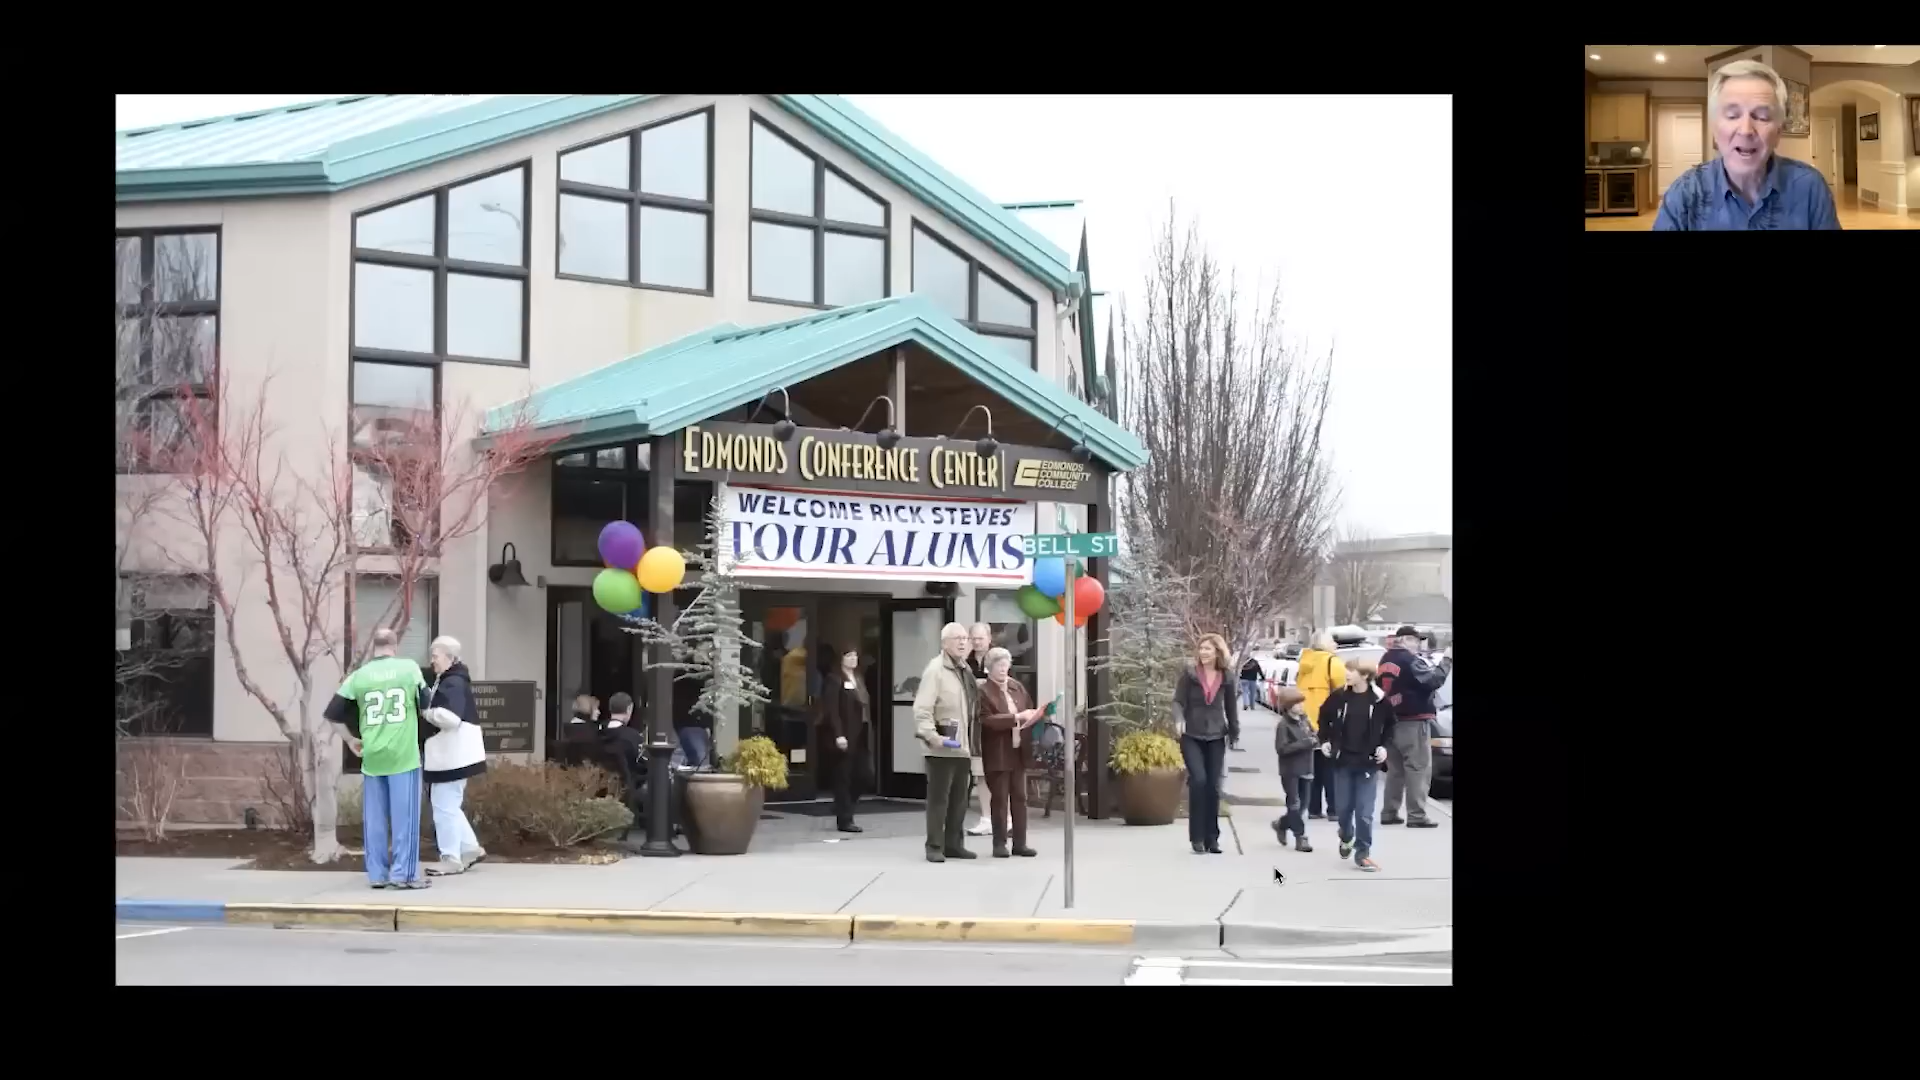 EDMONDS CONFERENCE CENTER
EDMONDS
COMMUNITY
COLLEGE
WELCOME RICK STEVES'
TOUR ALUMS
BELL ST
23